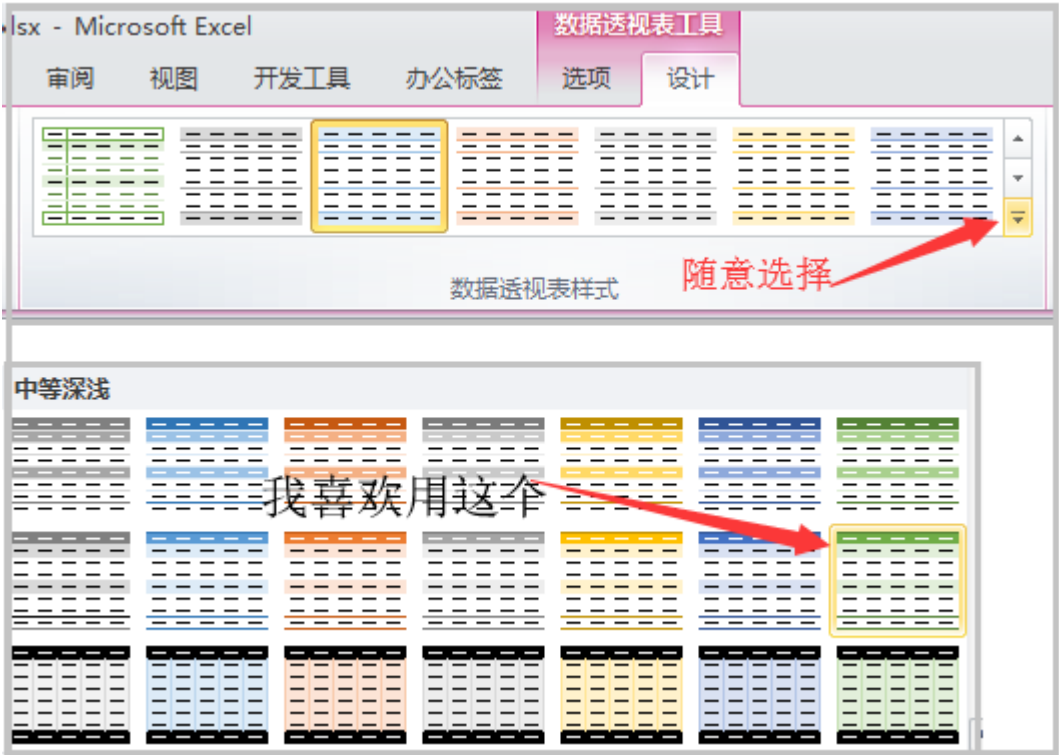 lsx - Microsoft Excel
数据透视表工具
审阅 视图 开发工具 办公标签 选项 设计
随意选择
数据透视表样式
中等深浅
我喜欢用这个